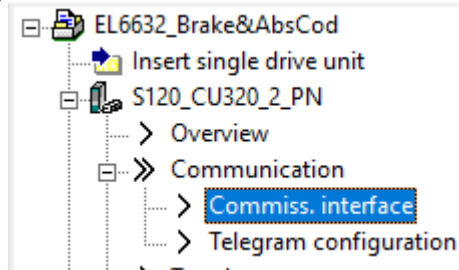 EL6632_Brake&AbsCod
Insert single drive unit
S120_CU320_2_PN
Overview
Communication
Commiss. interface
Telegram configuration